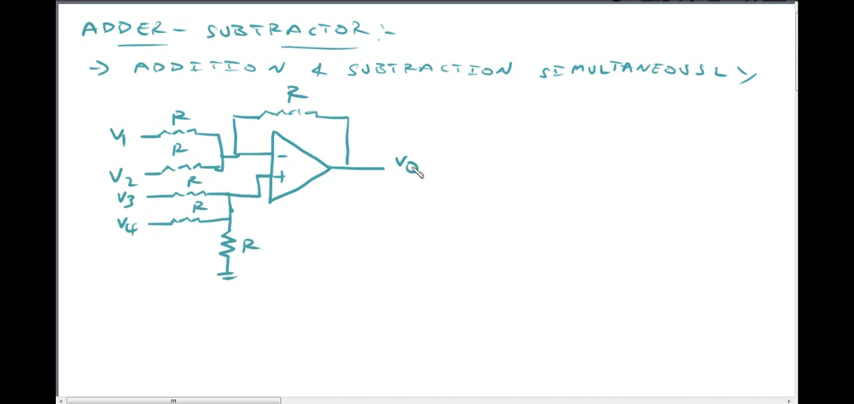 ADDER - SUBTRACTOR :-
→ ADDITION & SUBTRACTION SIMULTANEOUSLY
R
V1 R
R
V2
R
V3
R
V4
R
- 
+
VO